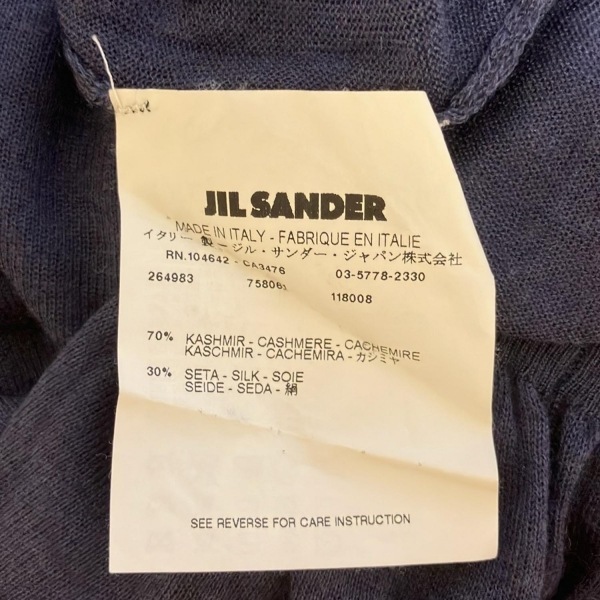 JIL SANDER
MADE IN ITALY - FABRIQUE EN ITALIE
イタリー製 - ジル・サンダー・ジャパン株式会社
RN.104642 - CA3476 03-5778-2330
264983 758061 118008
70% KASHMIR - CASHMERE - CACHEMIRE
KASCHMIR - CACHEMIRA - カシミヤ
30% SETA - SILK - SOIE
SEIDE - SEDA - 絹
SEE REVERSE FOR CARE INSTRUCTION